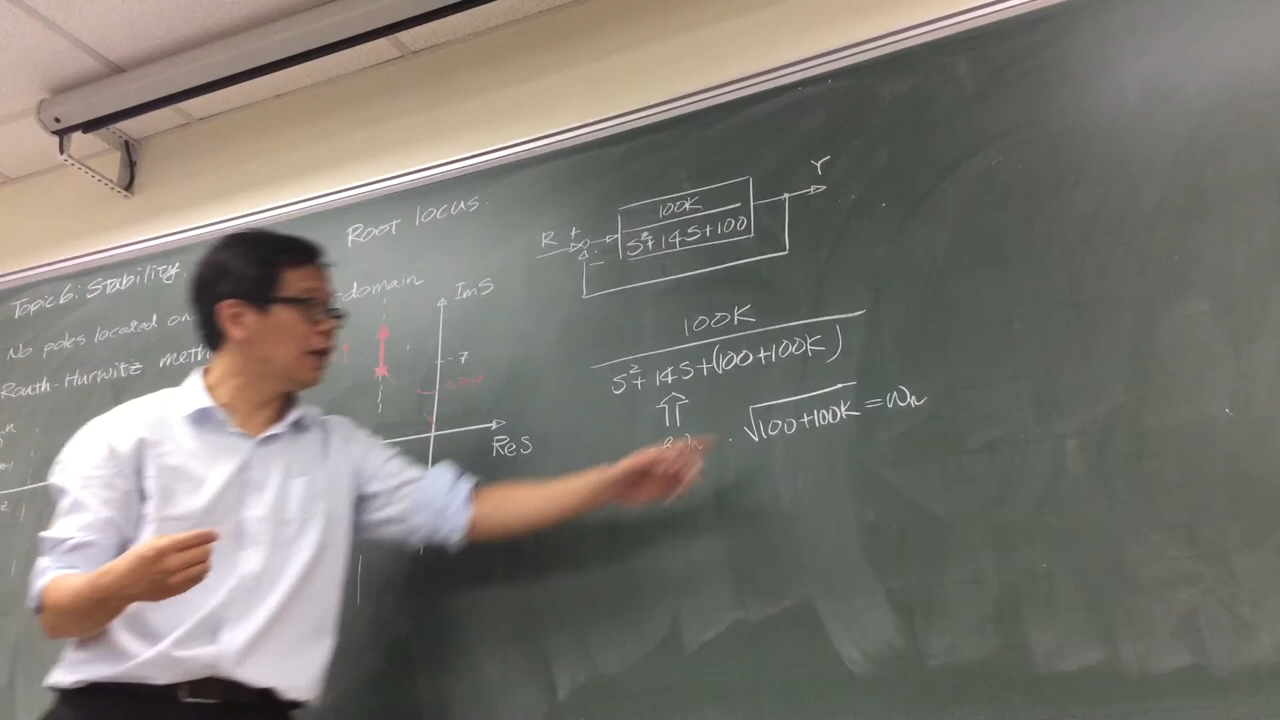 Topic 6: Stability.
No poles located on
Routh-Hurwitz meth
Root locus.
-domain
ImS
7
ReS
R + −
100K
S²+14S+100
Y
100K
S²+14S+(100+100K)
√100+100K = ωn